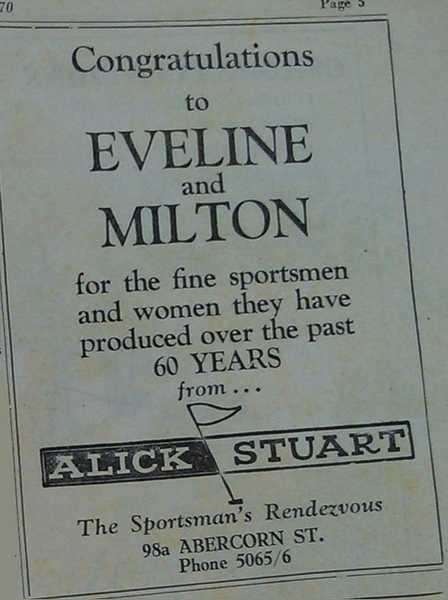 70
Page 5
Congratulations
to
EVELINE
and
MILTON
for the fine sportsmen
and women they have
produced over the past
60 YEARS
from...
ALICK STUART
The Sportsman's Rendezvous
98a ABERCORN ST.
Phone 5065/6